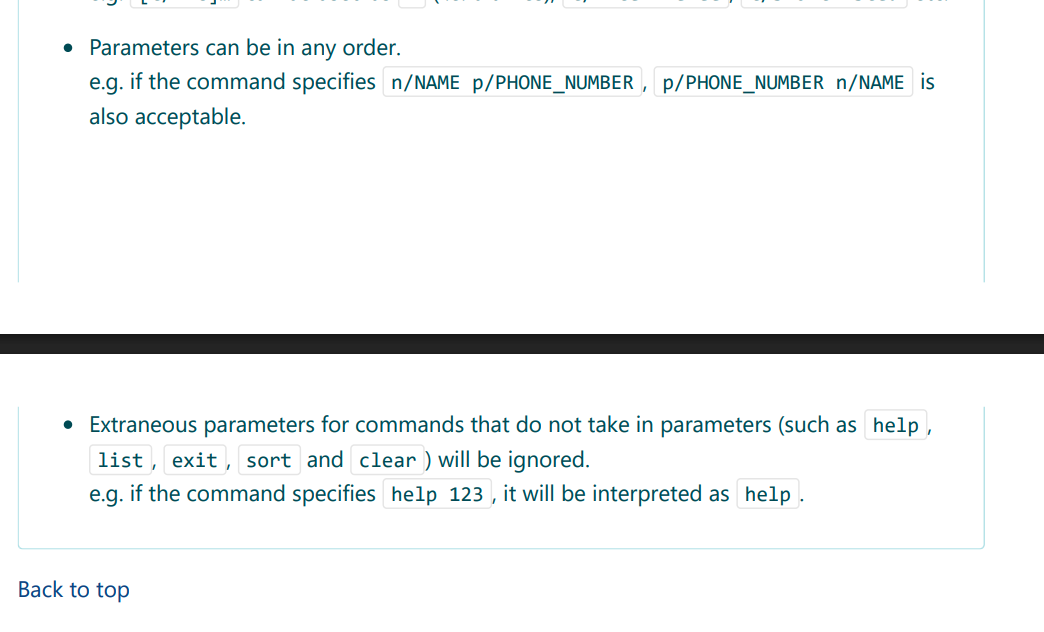 • Parameters can be in any order.
e.g. if the command specifies n/NAME p/PHONE_NUMBER, p/PHONE_NUMBER n/NAME is
also acceptable.
• Extraneous parameters for commands that do not take in parameters (such as help,
list, exit, sort and clear) will be ignored.
e.g. if the command specifies help 123, it will be interpreted as help.
Back to top